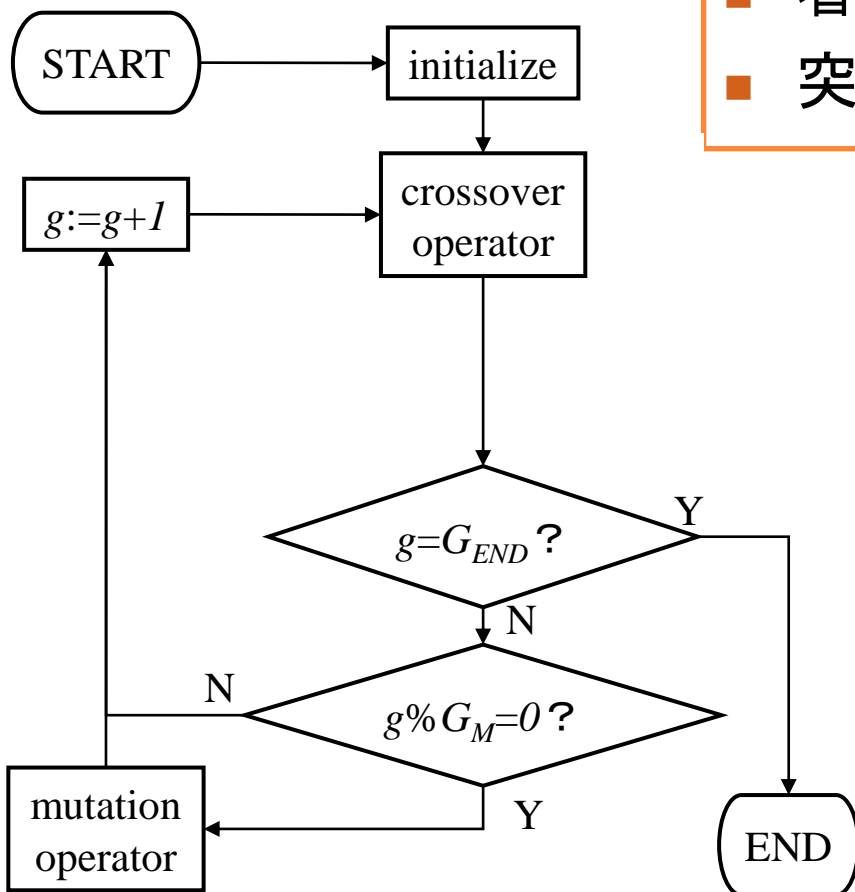 START
initialize
突
g:=g+1
crossover
operator
g=G_END？
Y
N
g%G_M=0？
N
Y
mutation
operator
END